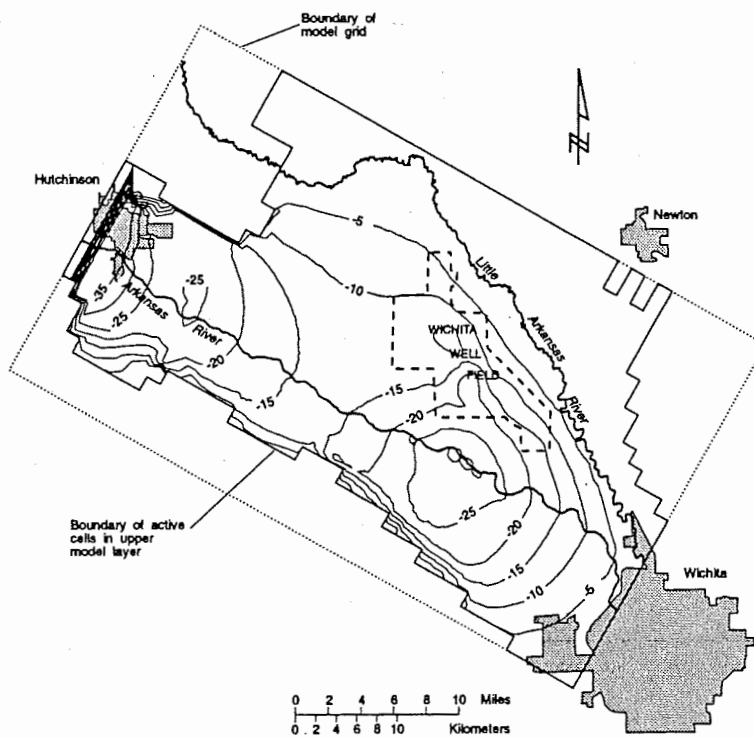 Boundary of
model grid
N
Hutchinson
Newton
-5
Little
-10
-25
-35
Arkansas
-25
River
WICHITA
WELL
FIELD
Arkansas
-20
-15
-20
-15
River
-25
-20
Boundary of active
cells in upper
model layer
-15
-10
-5
Wichita
0 2 4 6 8 10 Miles
0 2 4 6 8 10 Kilometers